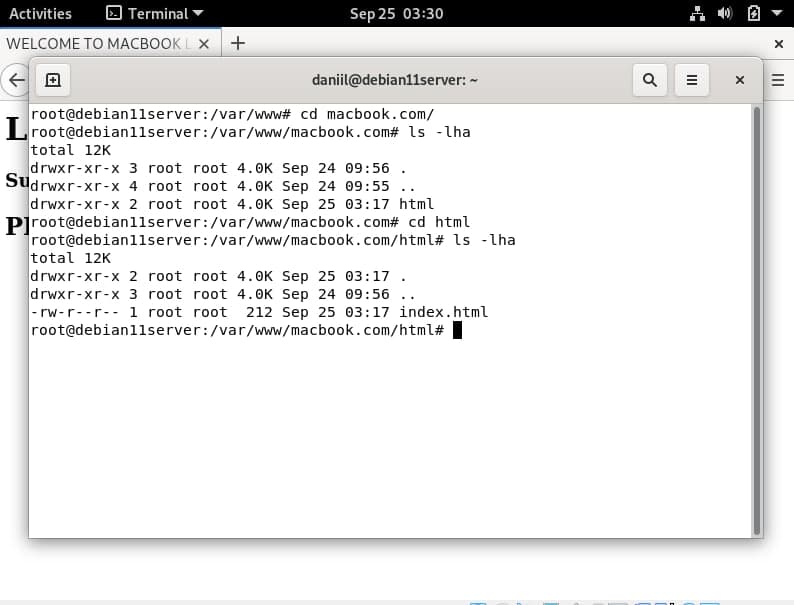 Activities Terminal Sep 25 03:30
WELCOME TO MACBOOK
daniil@debian11server: ~
root@debian11server:/var/www# cd macbook.com/
root@debian11server:/var/www/macbook.com# ls -lha
total 12K
drwxr-xr-x 3 root root 4.0K Sep 24 09:56 .
drwxr-xr-x 4 root root 4.0K Sep 24 09:55 ..
drwxr-xr-x 2 root root 4.0K Sep 25 03:17 html
root@debian11server:/var/www/macbook.com# cd html
root@debian11server:/var/www/macbook.com/html# ls -lha
total 12K
drwxr-xr-x 2 root root 4.0K Sep 25 03:17 .
drwxr-xr-x 3 root root 4.0K Sep 24 09:56 ..
-rw-r--r-- 1 root root  212 Sep 25 03:17 index.html
root@debian11server:/var/www/macbook.com/html#